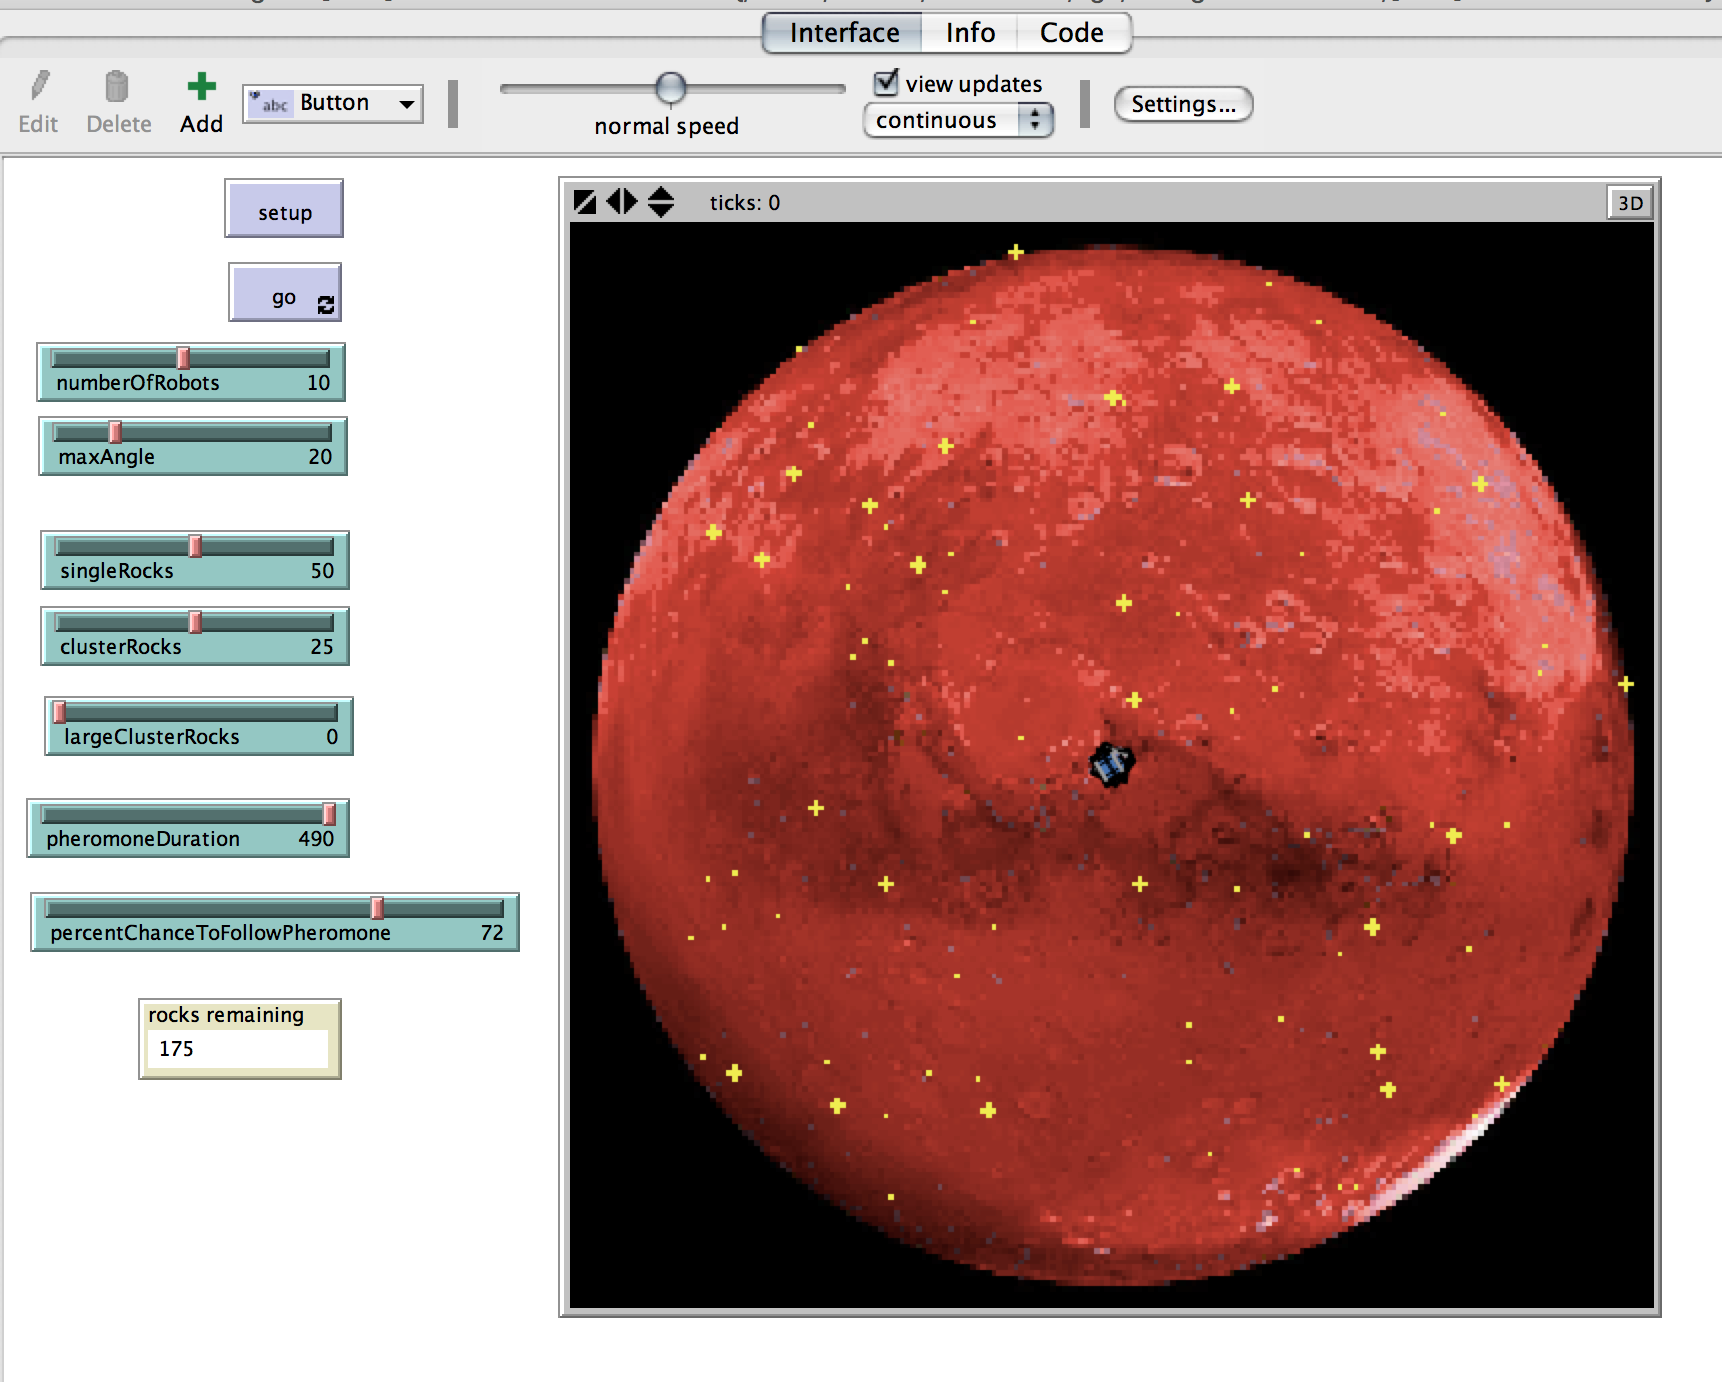 Interface Info Code
Edit Delete Add abc Button
normal speed
view updates
continuous
Settings...
setup
go
numberOfRobots 10
maxAngle 20
singleRocks 50
clusterRocks 25
largeClusterRocks 0
pheromoneDuration 490
percentChanceToFollowPheromone 72
rocks remaining
175
ticks: 0 3D